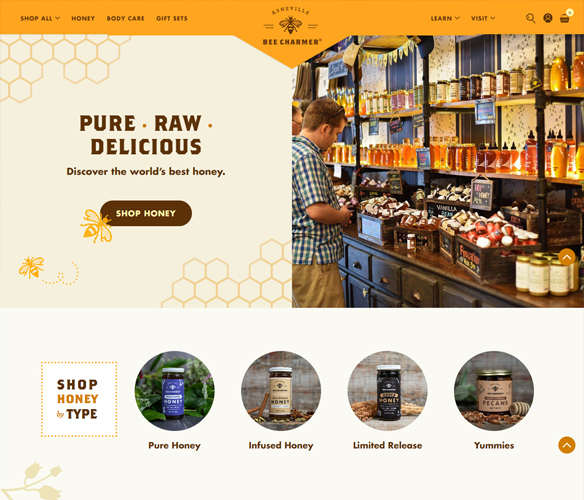 SHOP ALL HONEY BODY CARE GIFT SETS
ASHEVILLE
BEE CHARMER
LEARN VISIT
0
PURE · RAW ·
DELICIOUS
Discover the world's best honey.
SHOP HONEY
VANILLA
BEAN
SHOP
HONEY
by TYPE
HONEY
HONEY
HONEY
PECANS
Pure Honey
Infused Honey
Limited Release
Yummies